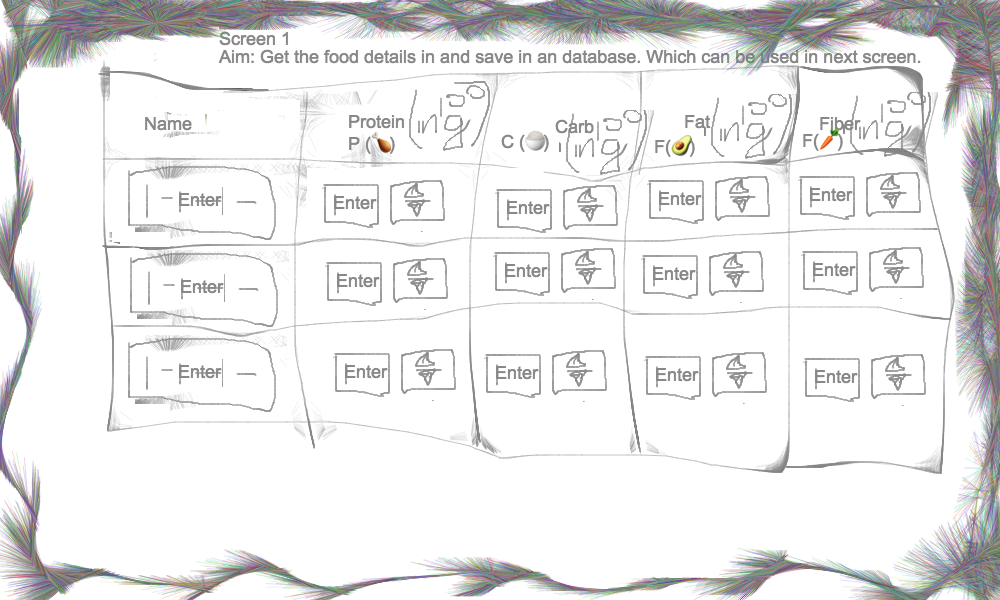 Screen 1
Aim: Get the food details in and save in an database. Which can be used in next screen.
Name Protein Carb Fat Fiber
P (🍗) C (🍚) F(🥑) F(🥕)
in g in g in g in g
Enter Enter Enter Enter Enter
Enter Enter Enter Enter Enter
Enter Enter Enter Enter Enter